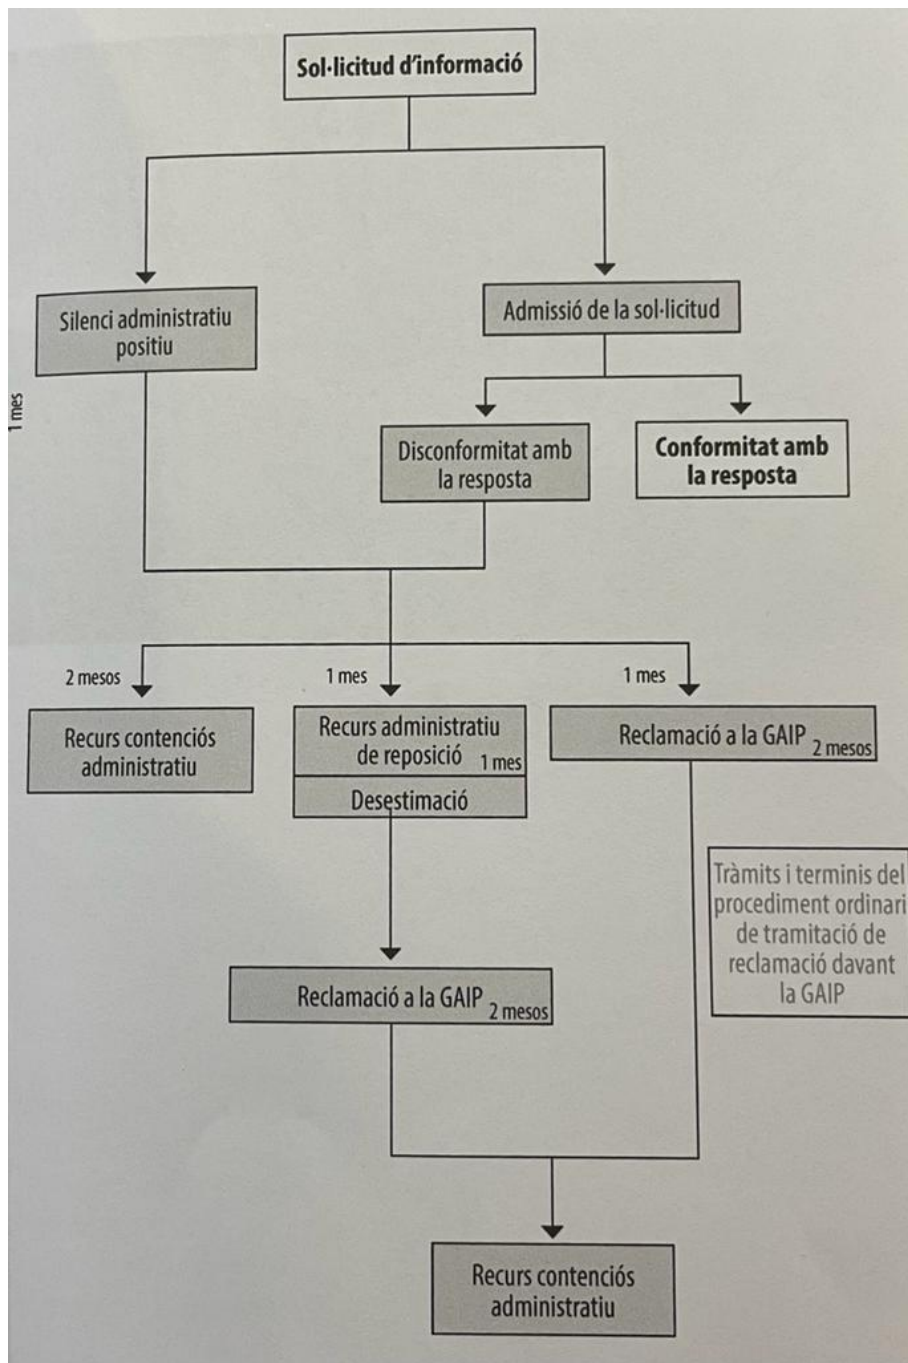 Sol·licitud d'informació
Silenci administratiu
positiu
Admissió de la sol·licitud
1 mes
Disconformitat amb
la resposta
Conformitat amb
la resposta
2 mesos
1 mes
1 mes
Recurs contenciós
administratiu
Recurs administratiu
de reposició 1 mes
Desestimació
Reclamació a la GAIP 2 mesos
Tràmits i terminis del
procediment ordinari
de tramitació de
reclamació davant
la GAIP
Reclamació a la GAIP 2 mesos
Recurs contenciós
administratiu